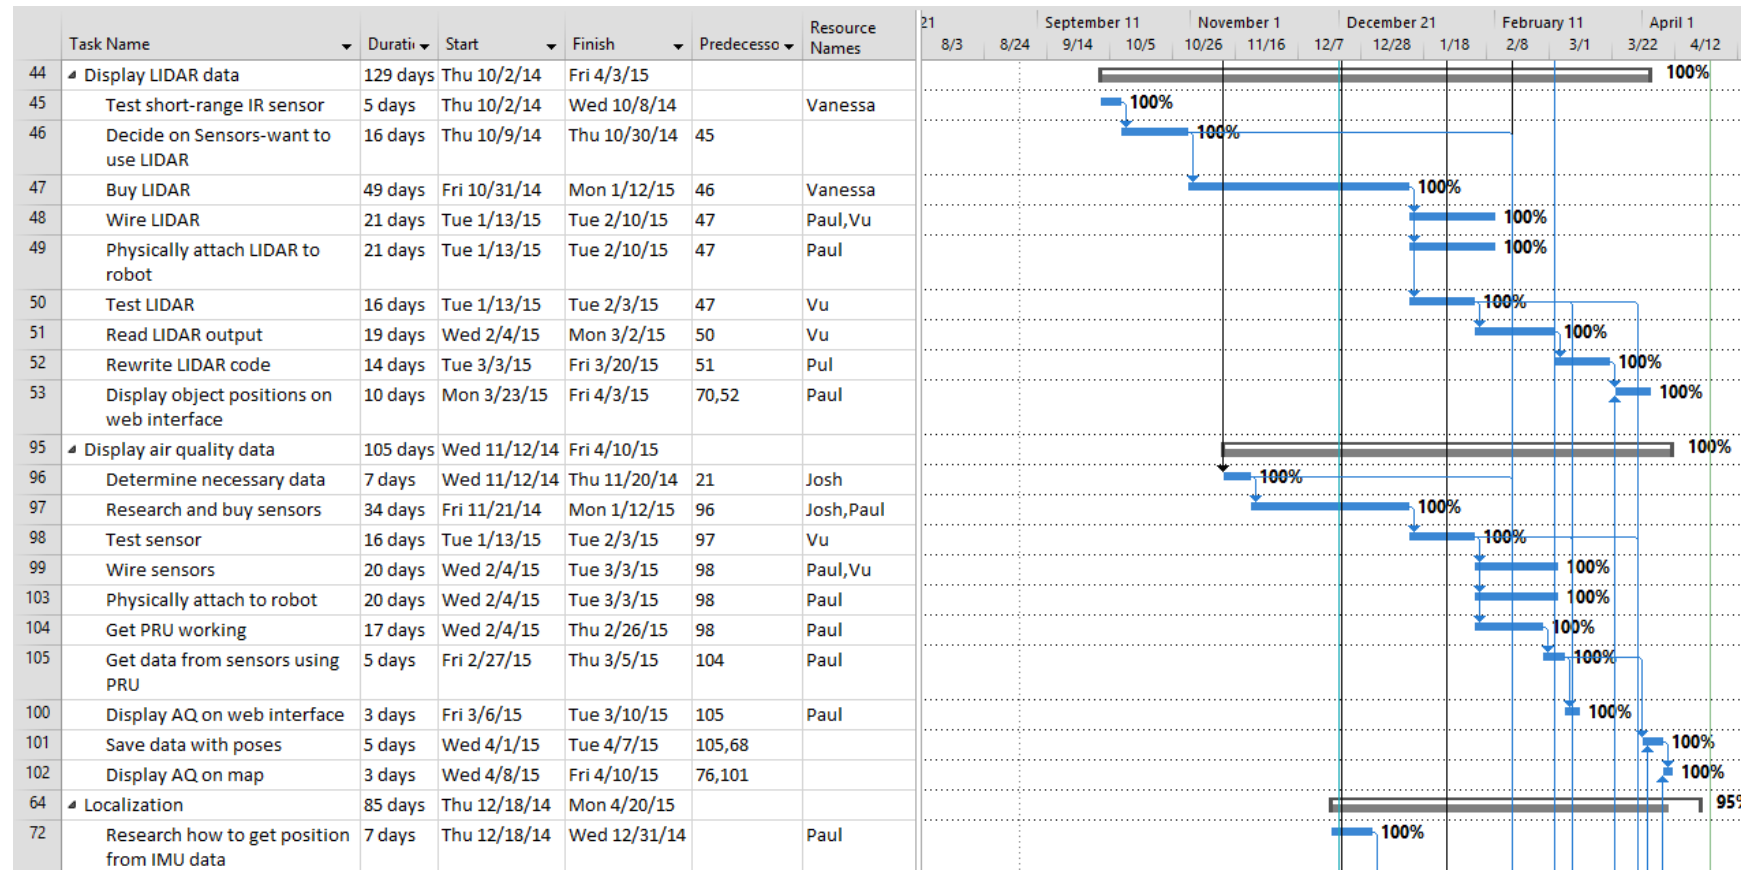 21 September 11 November 1 December 21 February 11 April 1
Task Name Durati Start Finish Predecesso Resource Names 8/3 8/24 9/14 10/5 10/26 11/16 12/7 12/28 1/18 2/8 3/1 3/22 4/12
44 Display LIDAR data 129 days Thu 10/2/14 Fri 4/3/15 100%
45 Test short-range IR sensor 5 days Thu 10/2/14 Wed 10/8/14 Vanessa 100%
46 Decide on Sensors-want to 16 days Thu 10/9/14 Thu 10/30/14 45 100%
use LIDAR
47 Buy LIDAR 49 days Fri 10/31/14 Mon 1/12/15 46 Vanessa 100%
48 Wire LIDAR 21 days Tue 1/13/15 Tue 2/10/15 47 Paul,Vu 100%
49 Physically attach LIDAR to 21 days Tue 1/13/15 Tue 2/10/15 47 Paul 100%
robot
50 Test LIDAR 16 days Tue 1/13/15 Tue 2/3/15 47 Vu 100%
51 Read LIDAR output 19 days Wed 2/4/15 Mon 3/2/15 50 Vu 100%
52 Rewrite LIDAR code 14 days Tue 3/3/15 Fri 3/20/15 51 Pul 100%
53 Display object positions on 10 days Mon 3/23/15 Fri 4/3/15 70,52 Paul 100%
web interface
95 Display air quality data 105 days Wed 11/12/14 Fri 4/10/15 100%
96 Determine necessary data 7 days Wed 11/12/14 Thu 11/20/14 21 Josh 100%
97 Research and buy sensors 34 days Fri 11/21/14 Mon 1/12/15 96 Josh,Paul 100%
98 Test sensor 16 days Tue 1/13/15 Tue 2/3/15 97 Vu 100%
99 Wire sensors 20 days Wed 2/4/15 Tue 3/3/15 98 Paul,Vu 100%
103 Physically attach to robot 20 days Wed 2/4/15 Tue 3/3/15 98 Paul 100%
104 Get PRU working 17 days Wed 2/4/15 Thu 2/26/15 98 Paul 100%
105 Get data from sensors using 5 days Fri 2/27/15 Thu 3/5/15 104 Paul 100%
PRU
100 Display AQ on web interface 3 days Fri 3/6/15 Tue 3/10/15 105 Paul 100%
101 Save data with poses 5 days Wed 4/1/15 Tue 4/7/15 105,68 100%
102 Display AQ on map 3 days Wed 4/8/15 Fri 4/10/15 76,101 100%
64 Localization 85 days Thu 12/18/14 Mon 4/20/15 95%
72 Research how to get position 7 days Thu 12/18/14 Wed 12/31/14 Paul 100%
from IMU data